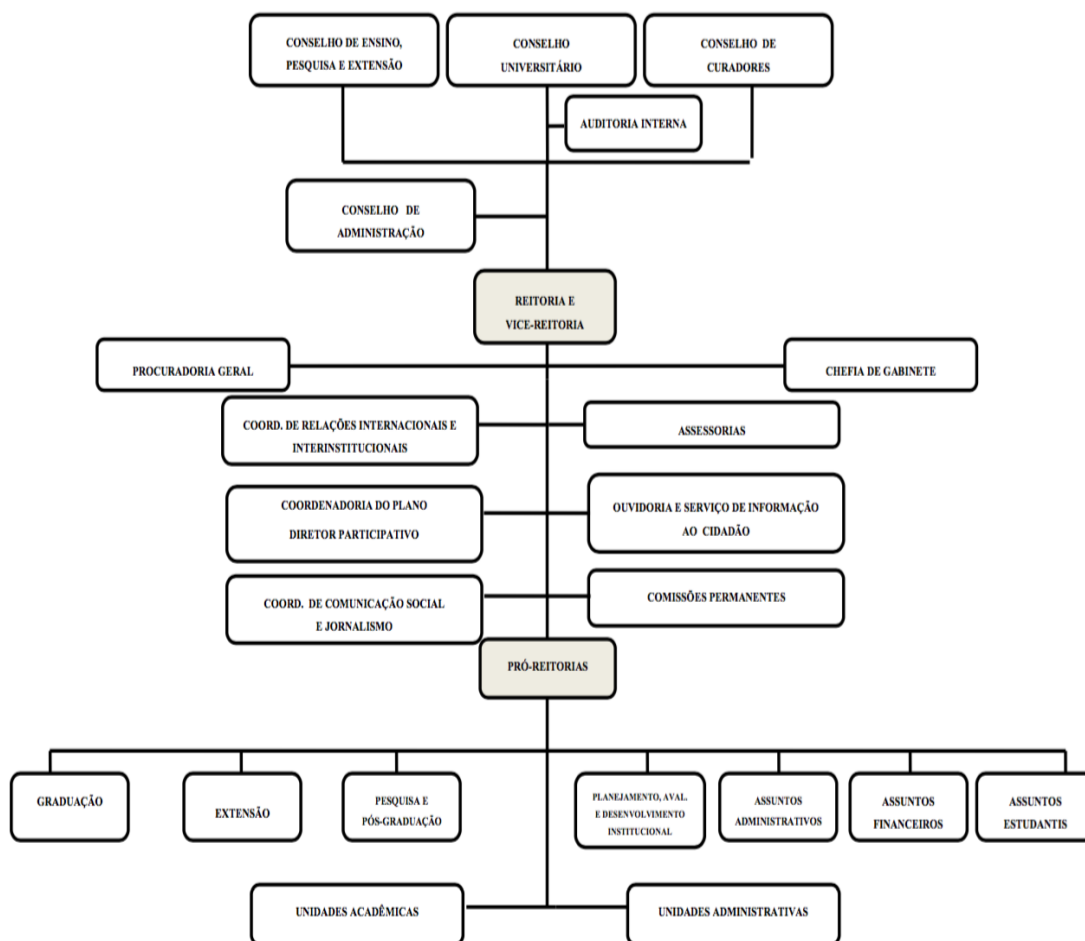 CONSELHO DE ENSINO,
PESQUISA E EXTENSÃO
CONSELHO
UNIVERSITÁRIO
CONSELHO DE
CURADORES
AUDITORIA INTERNA
CONSELHO DE
ADMINISTRAÇÃO
REITORIA E
VICE-REITORIA
PROCURADORIA GERAL
CHEFIA DE GABINETE
COORD. DE RELAÇÕES INTERNACIONAIS E
INTERINSTITUCIONAIS
ASSESSORIAS
COORDENADORIA DO PLANO
DIRETOR PARTICIPATIVO
OUVIDORIA E SERVIÇO DE INFORMAÇÃO
AO CIDADÃO
COORD. DE COMUNICAÇÃO SOCIAL
E JORNALISMO
COMISSÕES PERMANENTES
PRÓ-REITORIAS
GRADUAÇÃO
EXTENSÃO
PESQUISA E
PÓS-GRADUAÇÃO
PLANEJAMENTO, AVAL.
E DESENVOLVIMENTO
INSTITUCIONAL
ASSUNTOS
ADMINISTRATIVOS
ASSUNTOS
FINANCEIROS
ASSUNTOS
ESTUDANTIS
UNIDADES ACADÊMICAS
UNIDADES ADMINISTRATIVAS